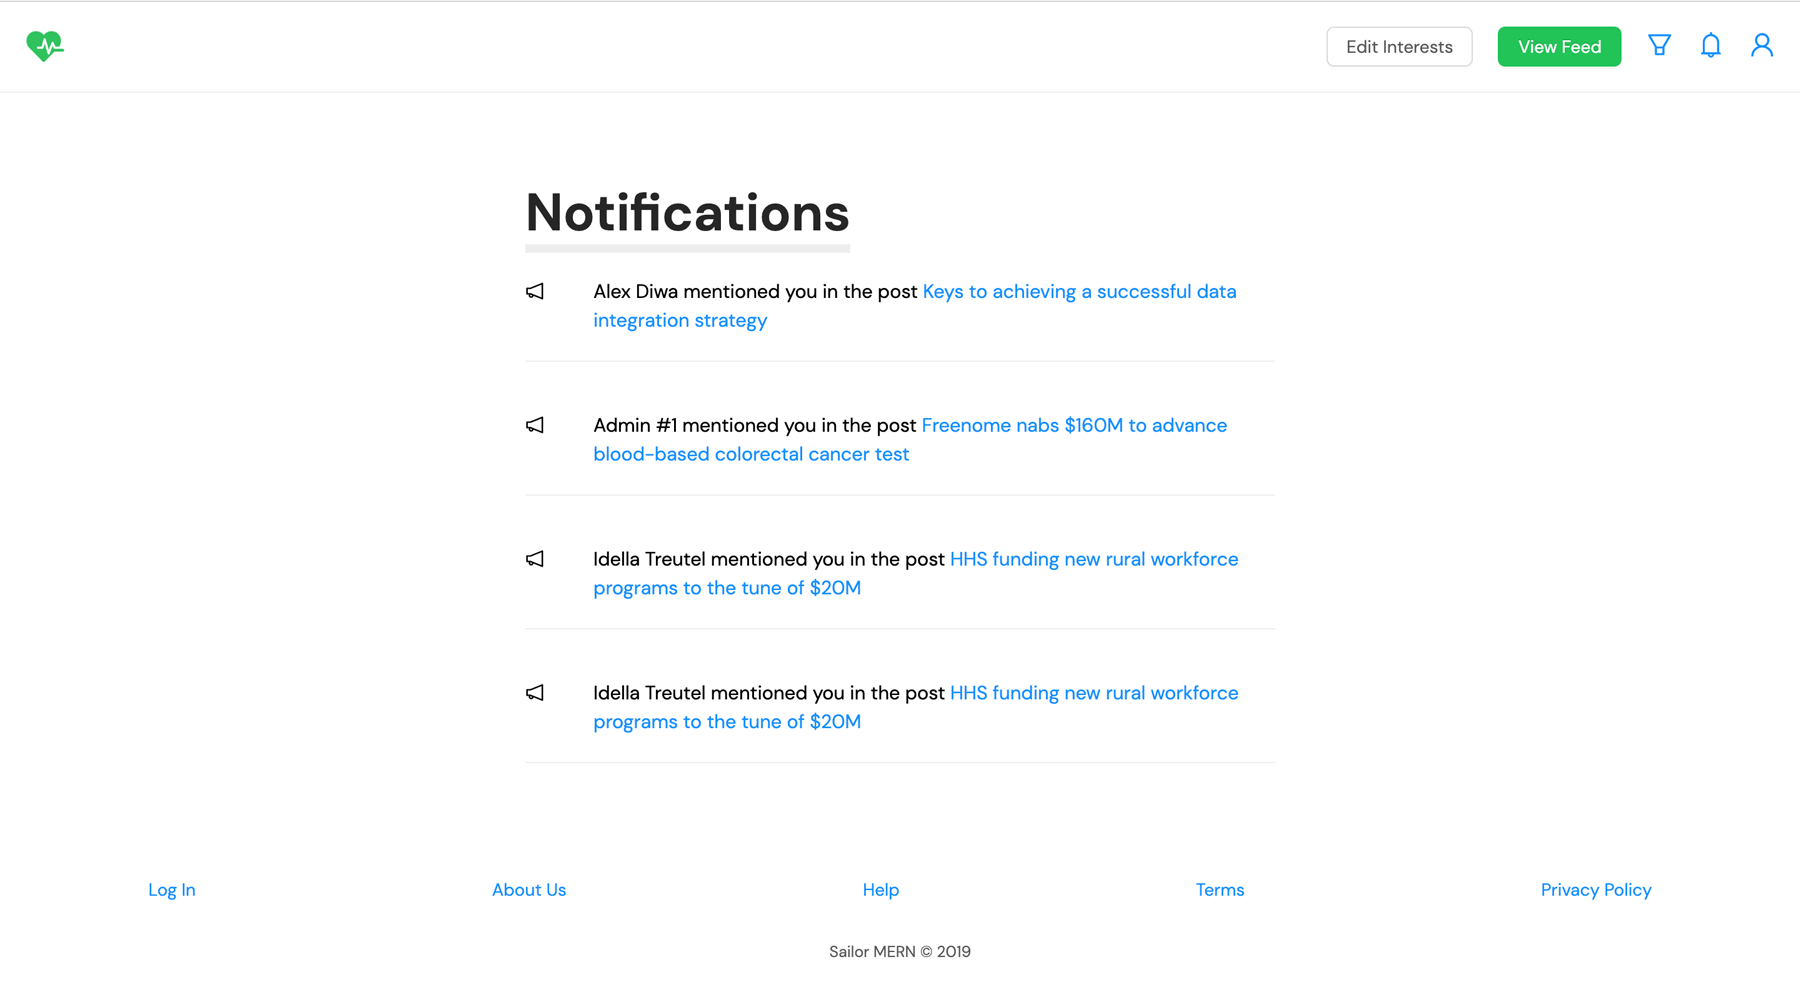 Edit Interests
View Feed
Notifications
Alex Diwa mentioned you in the post Keys to achieving a successful data
integration strategy
Admin #1 mentioned you in the post Freenome nabs $160M to advance
blood-based colorectal cancer test
Idella Treutel mentioned you in the post HHS funding new rural workforce
programs to the tune of $20M
Idella Treutel mentioned you in the post HHS funding new rural workforce
programs to the tune of $20M
Log In
About Us
Help
Terms
Privacy Policy
Sailor MERN © 2019